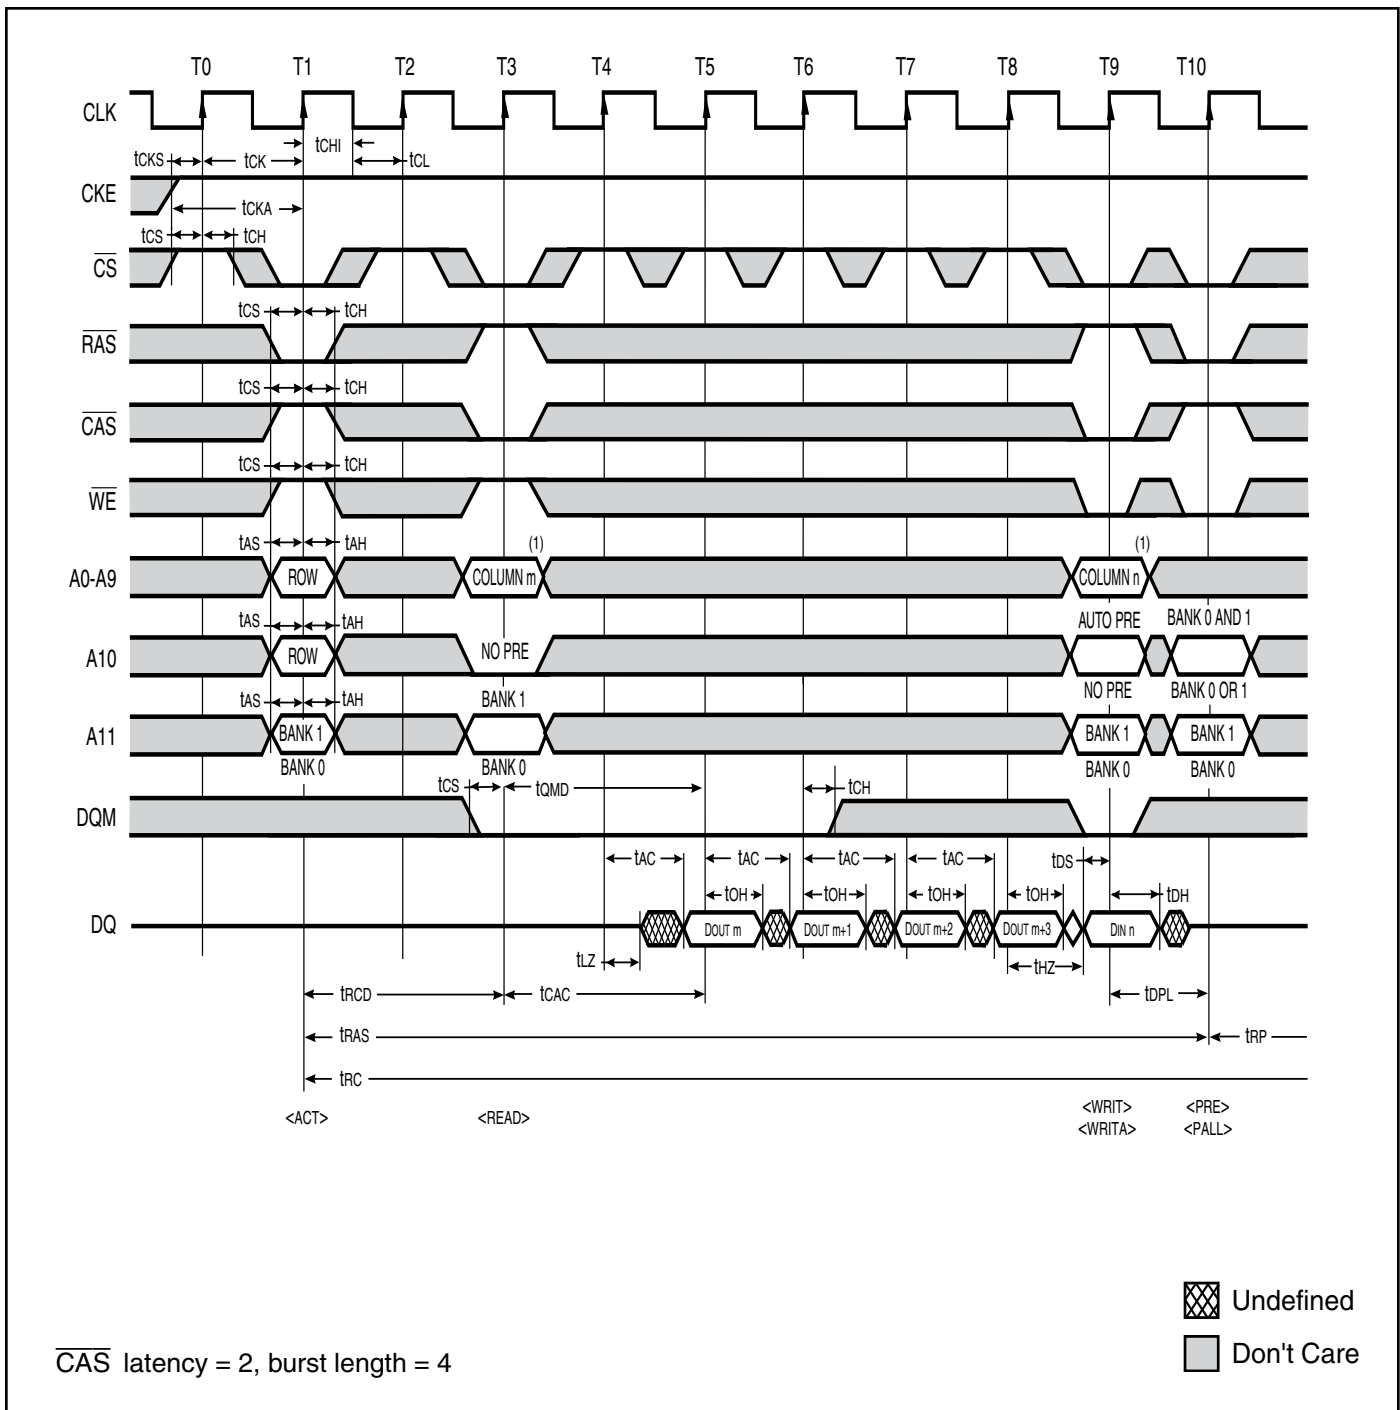 T0 T1 T2 T3 T4 T5 T6 T7 T8 T9 T10
CLK
tCHI
tCKS tCK tCL
CKE
tCKA
tCS tCH
CS
tCS tCH
RAS
tCS tCH
CAS
tCS tCH
WE
tAS tAH (1) (1)
A0-A9 ROW COLUMN m COLUMN n
tAS tAH AUTO PRE BANK 0 AND 1
A10 ROW NO PRE
tAS tAH BANK 1 NO PRE BANK 0 OR 1
A11 BANK 1 BANK 1 BANK 1
BANK 0 BANK 0 BANK 0 BANK 0
tCS tQMD tCH
DQM
tAC tAC tAC tAC tDS
tOH tOH tOH tOH tDH
DQ DOUT m DOUT m+1 DOUT m+2 DOUT m+3 DIN n
tLZ tHZ
tRCD tCAC tDPL
tRAS tRP
tRC
<ACT> <READ> <WRIT> <PRE>
<WRITA> <PALL>
Undefined
Don't Care
CAS latency = 2, burst length = 4